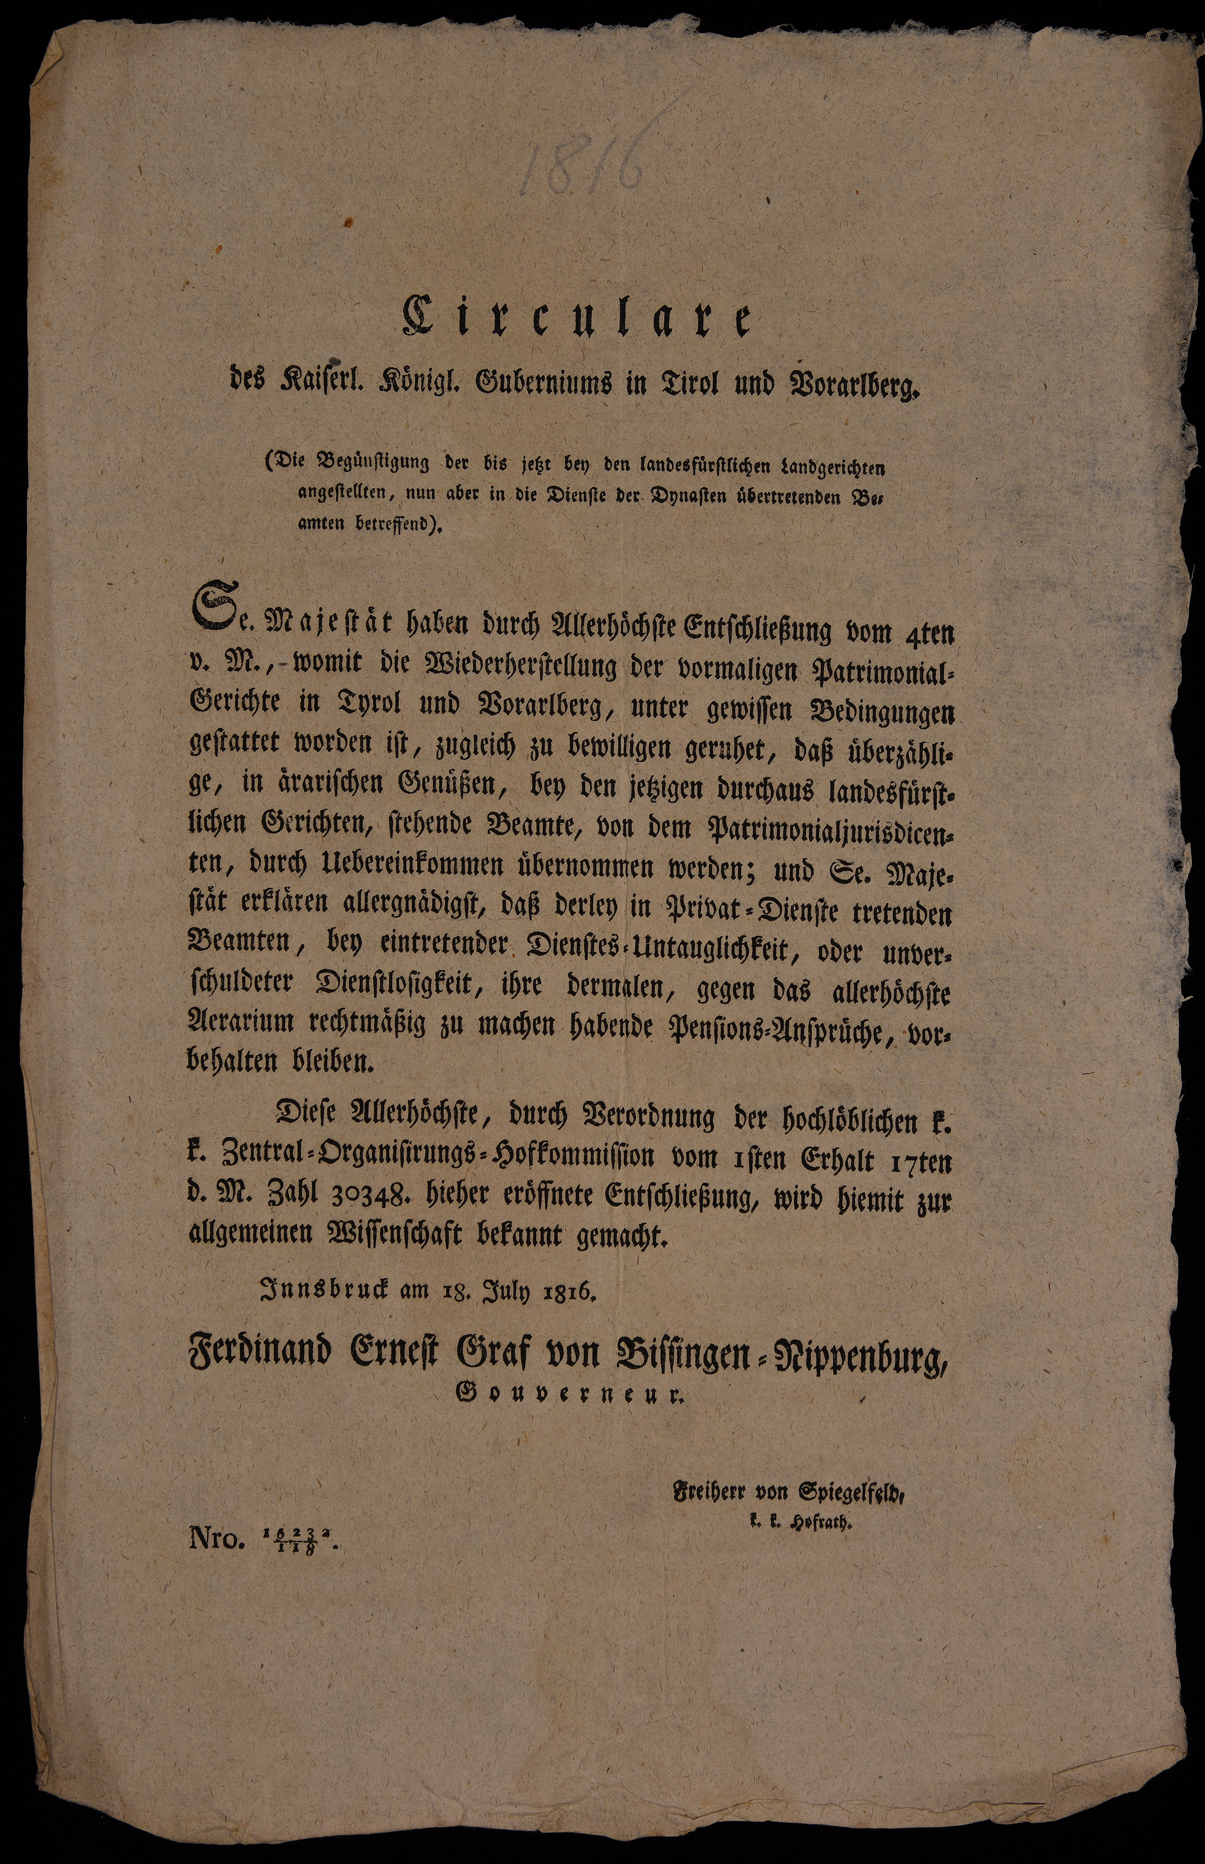 1816
Circulare
des Kaiserl. Königl. Guberniums in Tirol und Vorarlberg.
(Die Begünstigung der bis jetzt bey den landesfürstlichen Landgerichten
angestellten, nun aber in die Dienste der Dynasten übertretenden Be-
amten betreffend).
Se. Majestät haben durch Allerhöchste Entschließung vom 4ten
v. M., womit die Wiederherstellung der vormaligen Patrimonial-
Gerichte in Tyrol und Vorarlberg, unter gewissen Bedingungen
gestattet worden ist, zugleich zu bewilligen geruhet, daß überzähli-
ge, in ärarischen Genüßen, bey den jetzigen durchaus landesfürst-
lichen Gerichten, stehende Beamte, von dem Patrimonialjurisdicen-
ten, durch Uebereinkommen übernommen werden; und Se. Maje-
stät erklären allergnädigst, daß derley in Privat-Dienste tretenden
Beamten, bey eintretender Dienstes-Untauglichkeit, oder unver-
schuldeter Dienstlosigkeit, ihre dermalen, gegen das allerhöchste
Aerarium rechtmäßig zu machen habende Pensions-Ansprüche, vor-
behalten bleiben.
Diese Allerhöchste, durch Verordnung der hochlöblichen k.
k. Zentral-Organisirungs-Hofkommission vom 1sten Erhalt 17ten
d. M. Zahl 30348. hieher eröffnete Entschließung, wird hiemit zur
allgemeinen Wissenschaft bekannt gemacht.
Innsbruck am 18. July 1816.
Ferdinand Ernest Graf von Bissingen-Nippenburg,
Gouverneur.
Freiherr von Spiegelfeld,
k. k. Hofrath.
Nro. 16232/118.